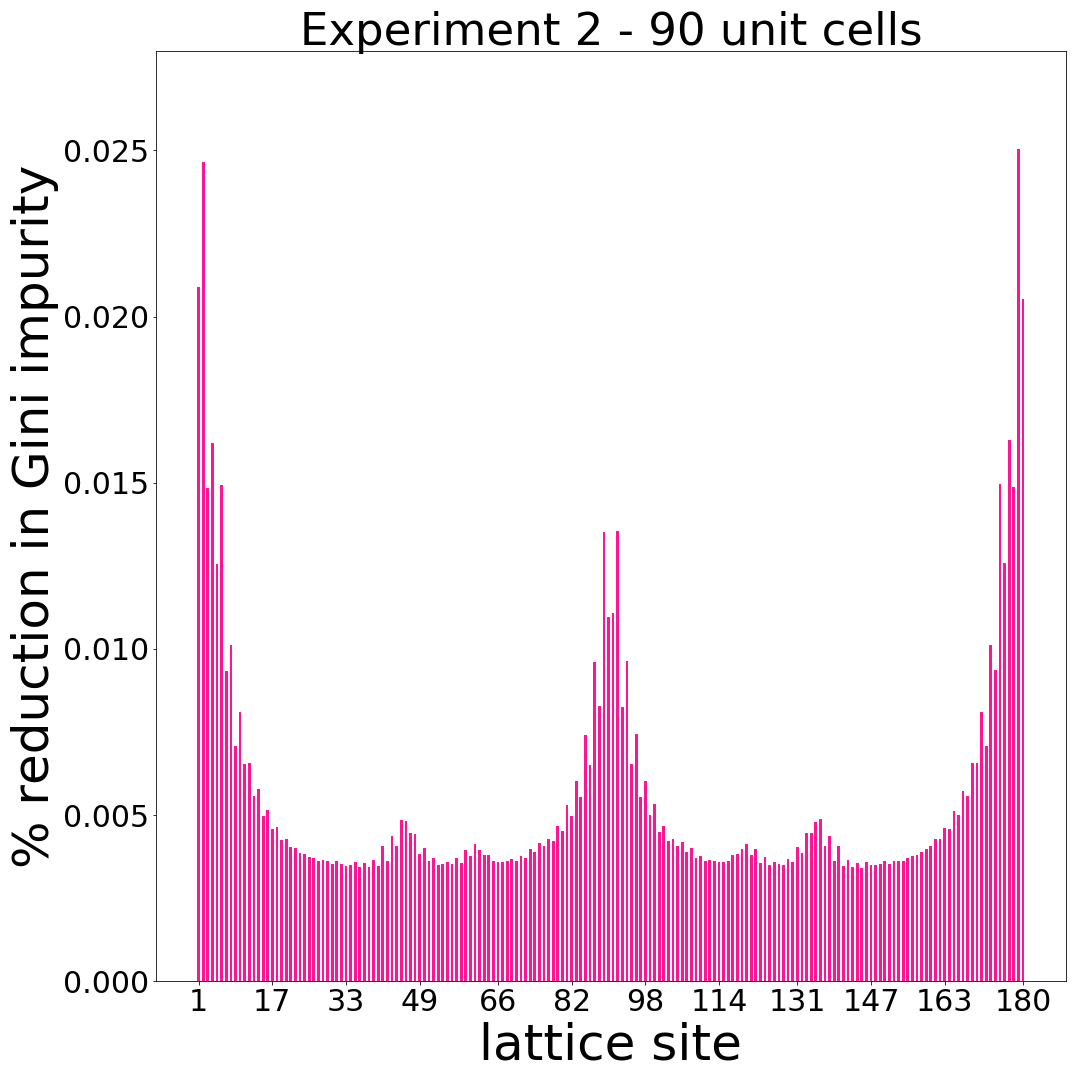 Experiment 2 - 90 unit cells
% reduction in Gini impurity
0.025
0.020
0.015
0.010
0.005
0.000
1 17 33 49 66 82 98 114 131 147 163 180
lattice site